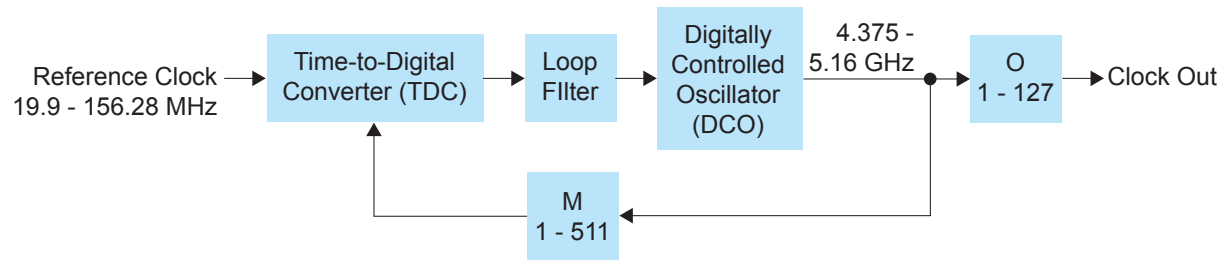 Reference Clock
19.9 - 156.28 MHz
Time-to-Digital
Converter (TDC)
Loop
FIlter
Digitally
Controlled
Oscillator
(DCO)
4.375 -
5.16 GHz
O
1 - 127
Clock Out
M
1 - 511